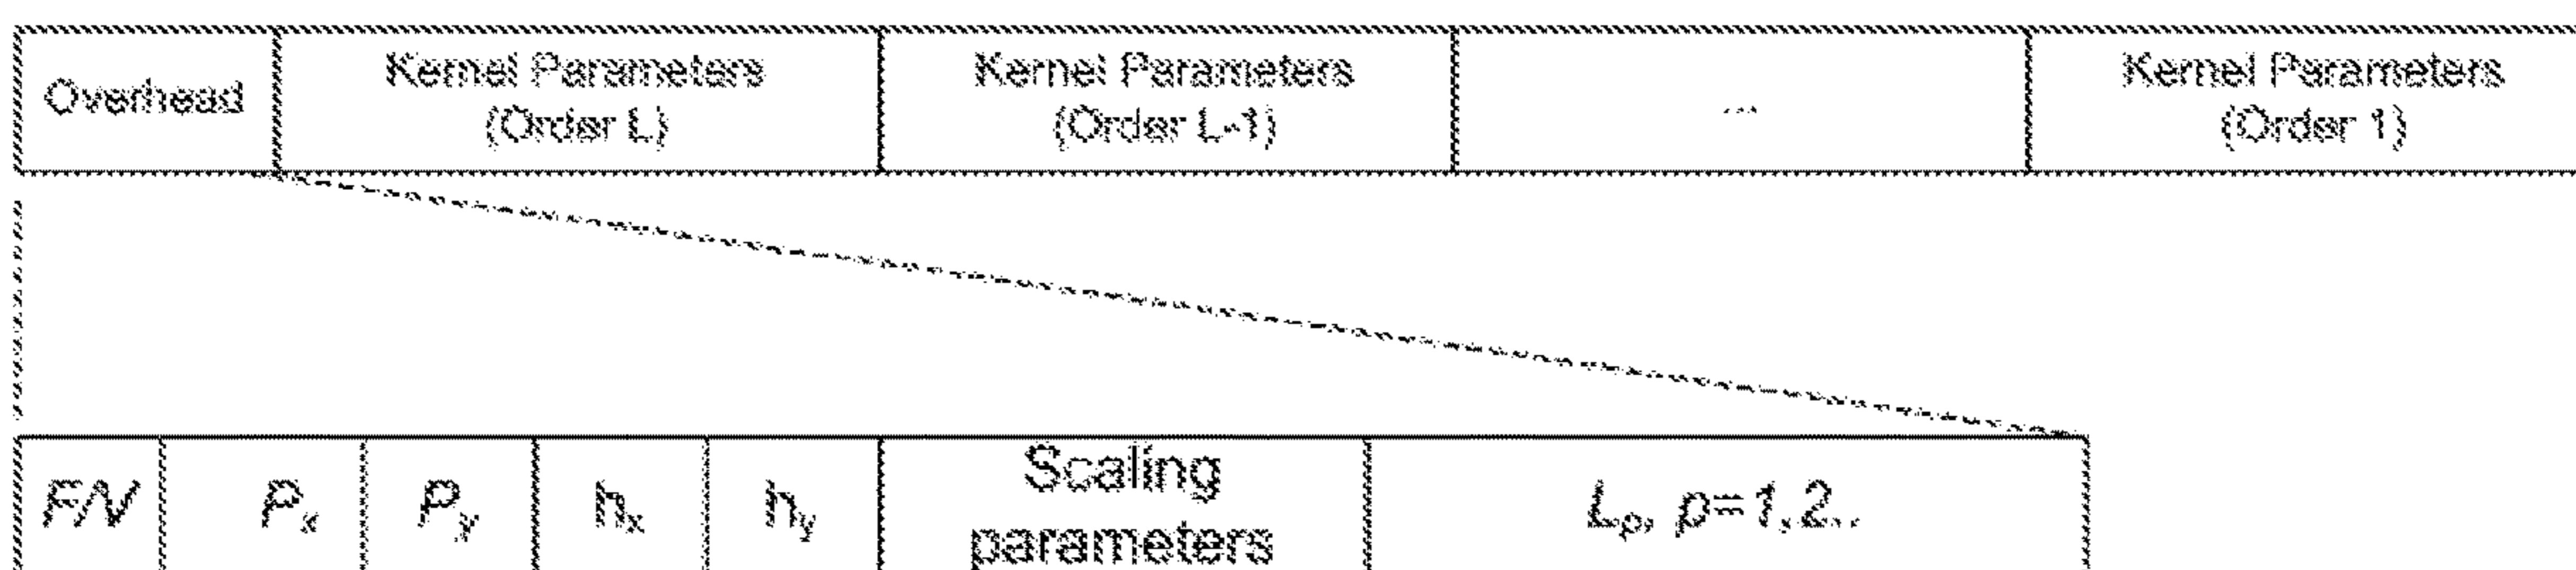 Overhead
Kernel Parameters
(Order L)
Kernel Parameters
(Order L-1)
...
Kernel Parameters
(Order 1)
F/V
Px
Py
hx
hy
Scaling
parameters
Lp, p=1,2..